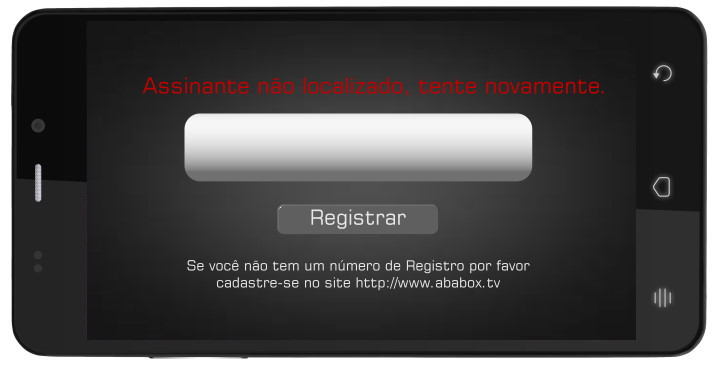 Assinante não localizado, tente novamente.
Registrar
Se você não tem um número de Registro por favor
cadastre-se no site http://www.ababox.tv